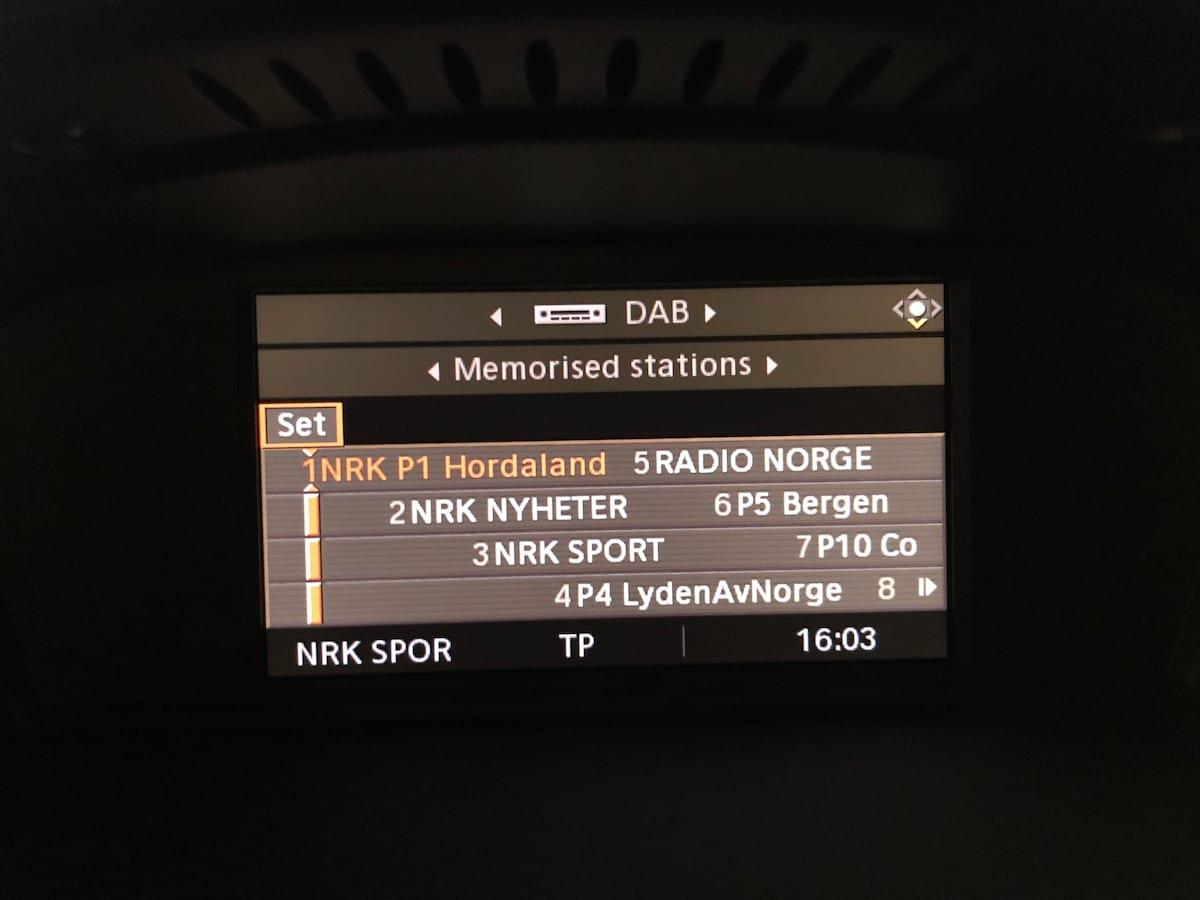 DAB
Memorised stations
Set
1NRK P1 Hordaland 5RADIO NORGE
2NRK NYHETER 6P5 Bergen
3NRK SPORT 7P10 Co
4P4 LydenAvNorge 8
NRK SPOR TP 16:03